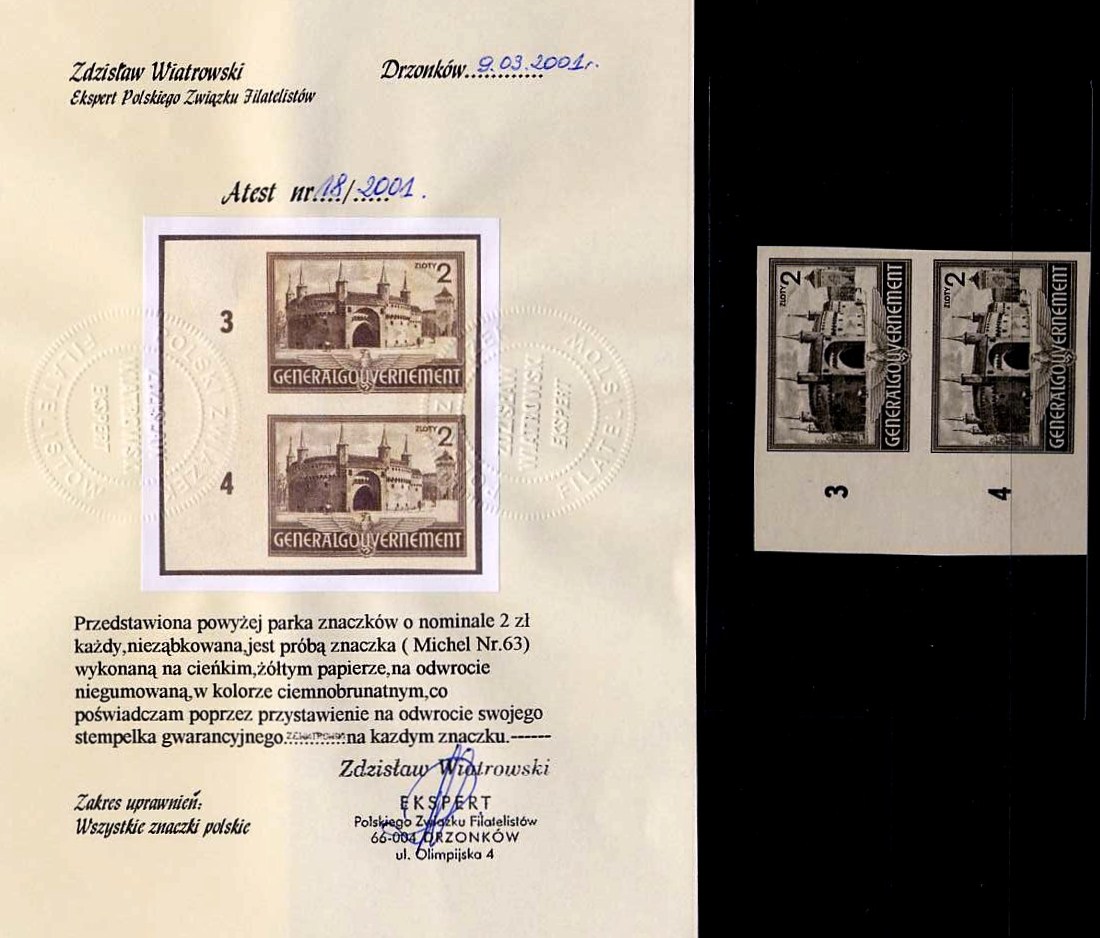 Zdzisław Wiatrowski
Drzonków 9.03.2001r.
Ekspert Polskiego Związku Filatelistów
Atest nr 18/2001.
3
ZŁOTY 2
GENERALGOUVERNEMENT
4
ZŁOTY 2
GENERALGOUVERNEMENT
Przedstawiona powyżej parka znaczków o nominale 2 zł
każdy,nieząbkowana,jest próbą znaczka ( Michel Nr.63)
wykonaną na cieńkim,żółtym papierze,na odwrocie
niegumowaną,w kolorze ciemnobrunatnym,co
poświadczam poprzez przystawienie na odwrocie swojego
stempelka gwarancyjnego na kazdym znaczku.------
Zdzisław Wiatrowski
Zakres uprawnień:
Wszystkie znaczki polskie
EKSPERT
Polskiego Związku Filatelistów
66-004 DRZONKÓW
ul. Olimpijska 4
ZŁOTY 2
GENERALGOUVERNEMENT
3
ZŁOTY 2
GENERALGOUVERNEMENT
4